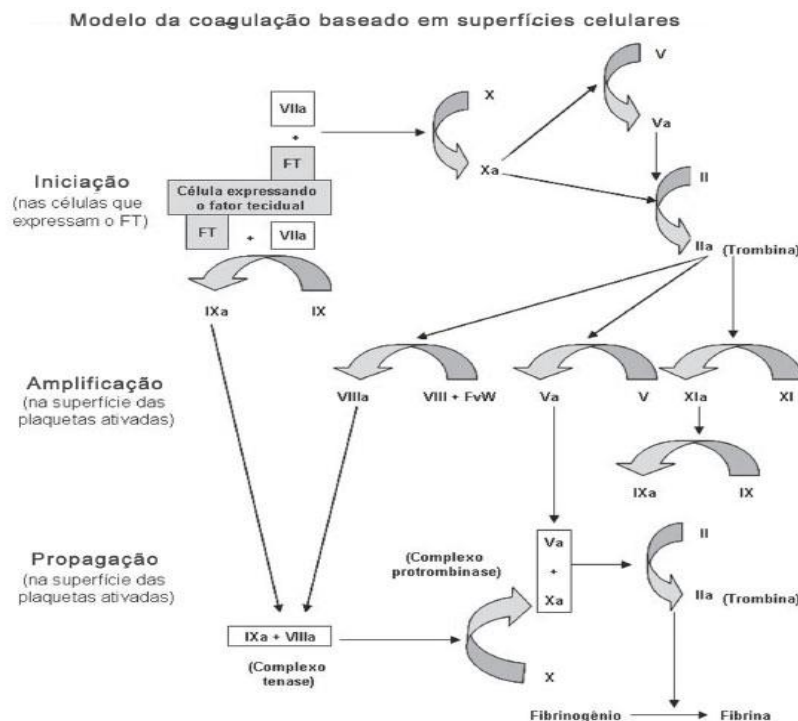 Modelo da coagulação baseado em superfícies celulares
V
X
VIIa
+
Va
FT
Xa
Iniciação
(nas células que
expressam o FT)
Célula expressando
o fator tecidual
II
FT
+
VIIa
IIa (Trombina)
IXa
IX
Amplificação
(na superfície das
plaquetas ativadas)
VIIIa
VIII + FvW
Va
V
XIa
XI
IXa
IX
Propagação
(na superfície das
plaquetas ativadas)
(Complexo
protrombinase)
Va
+
Xa
II
IIa (Trombina)
IXa + VIIIa
(Complexo
tenase)
X
Fibrinogênio
Fibrina